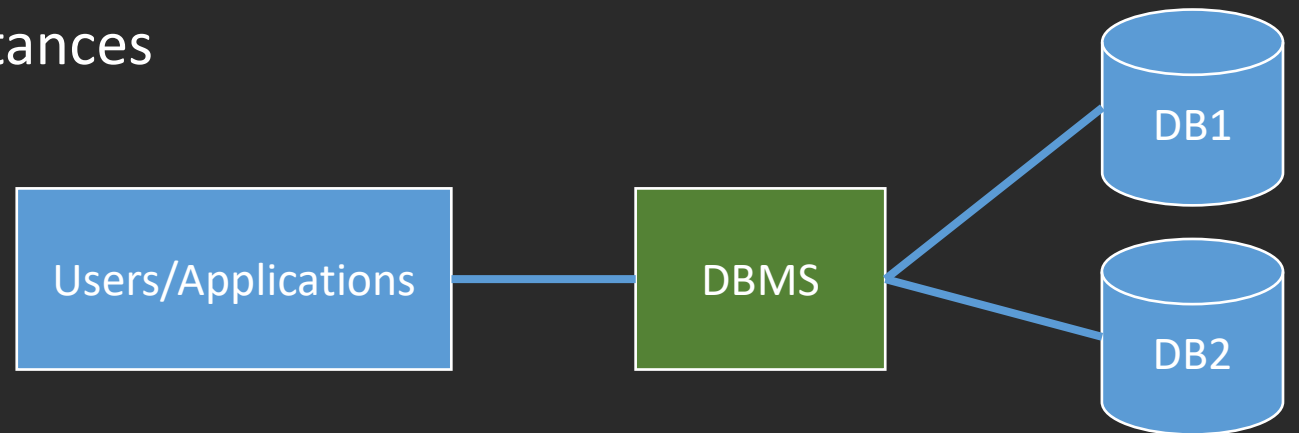 tances
DB1
Users/Applications
DBMS
DB2